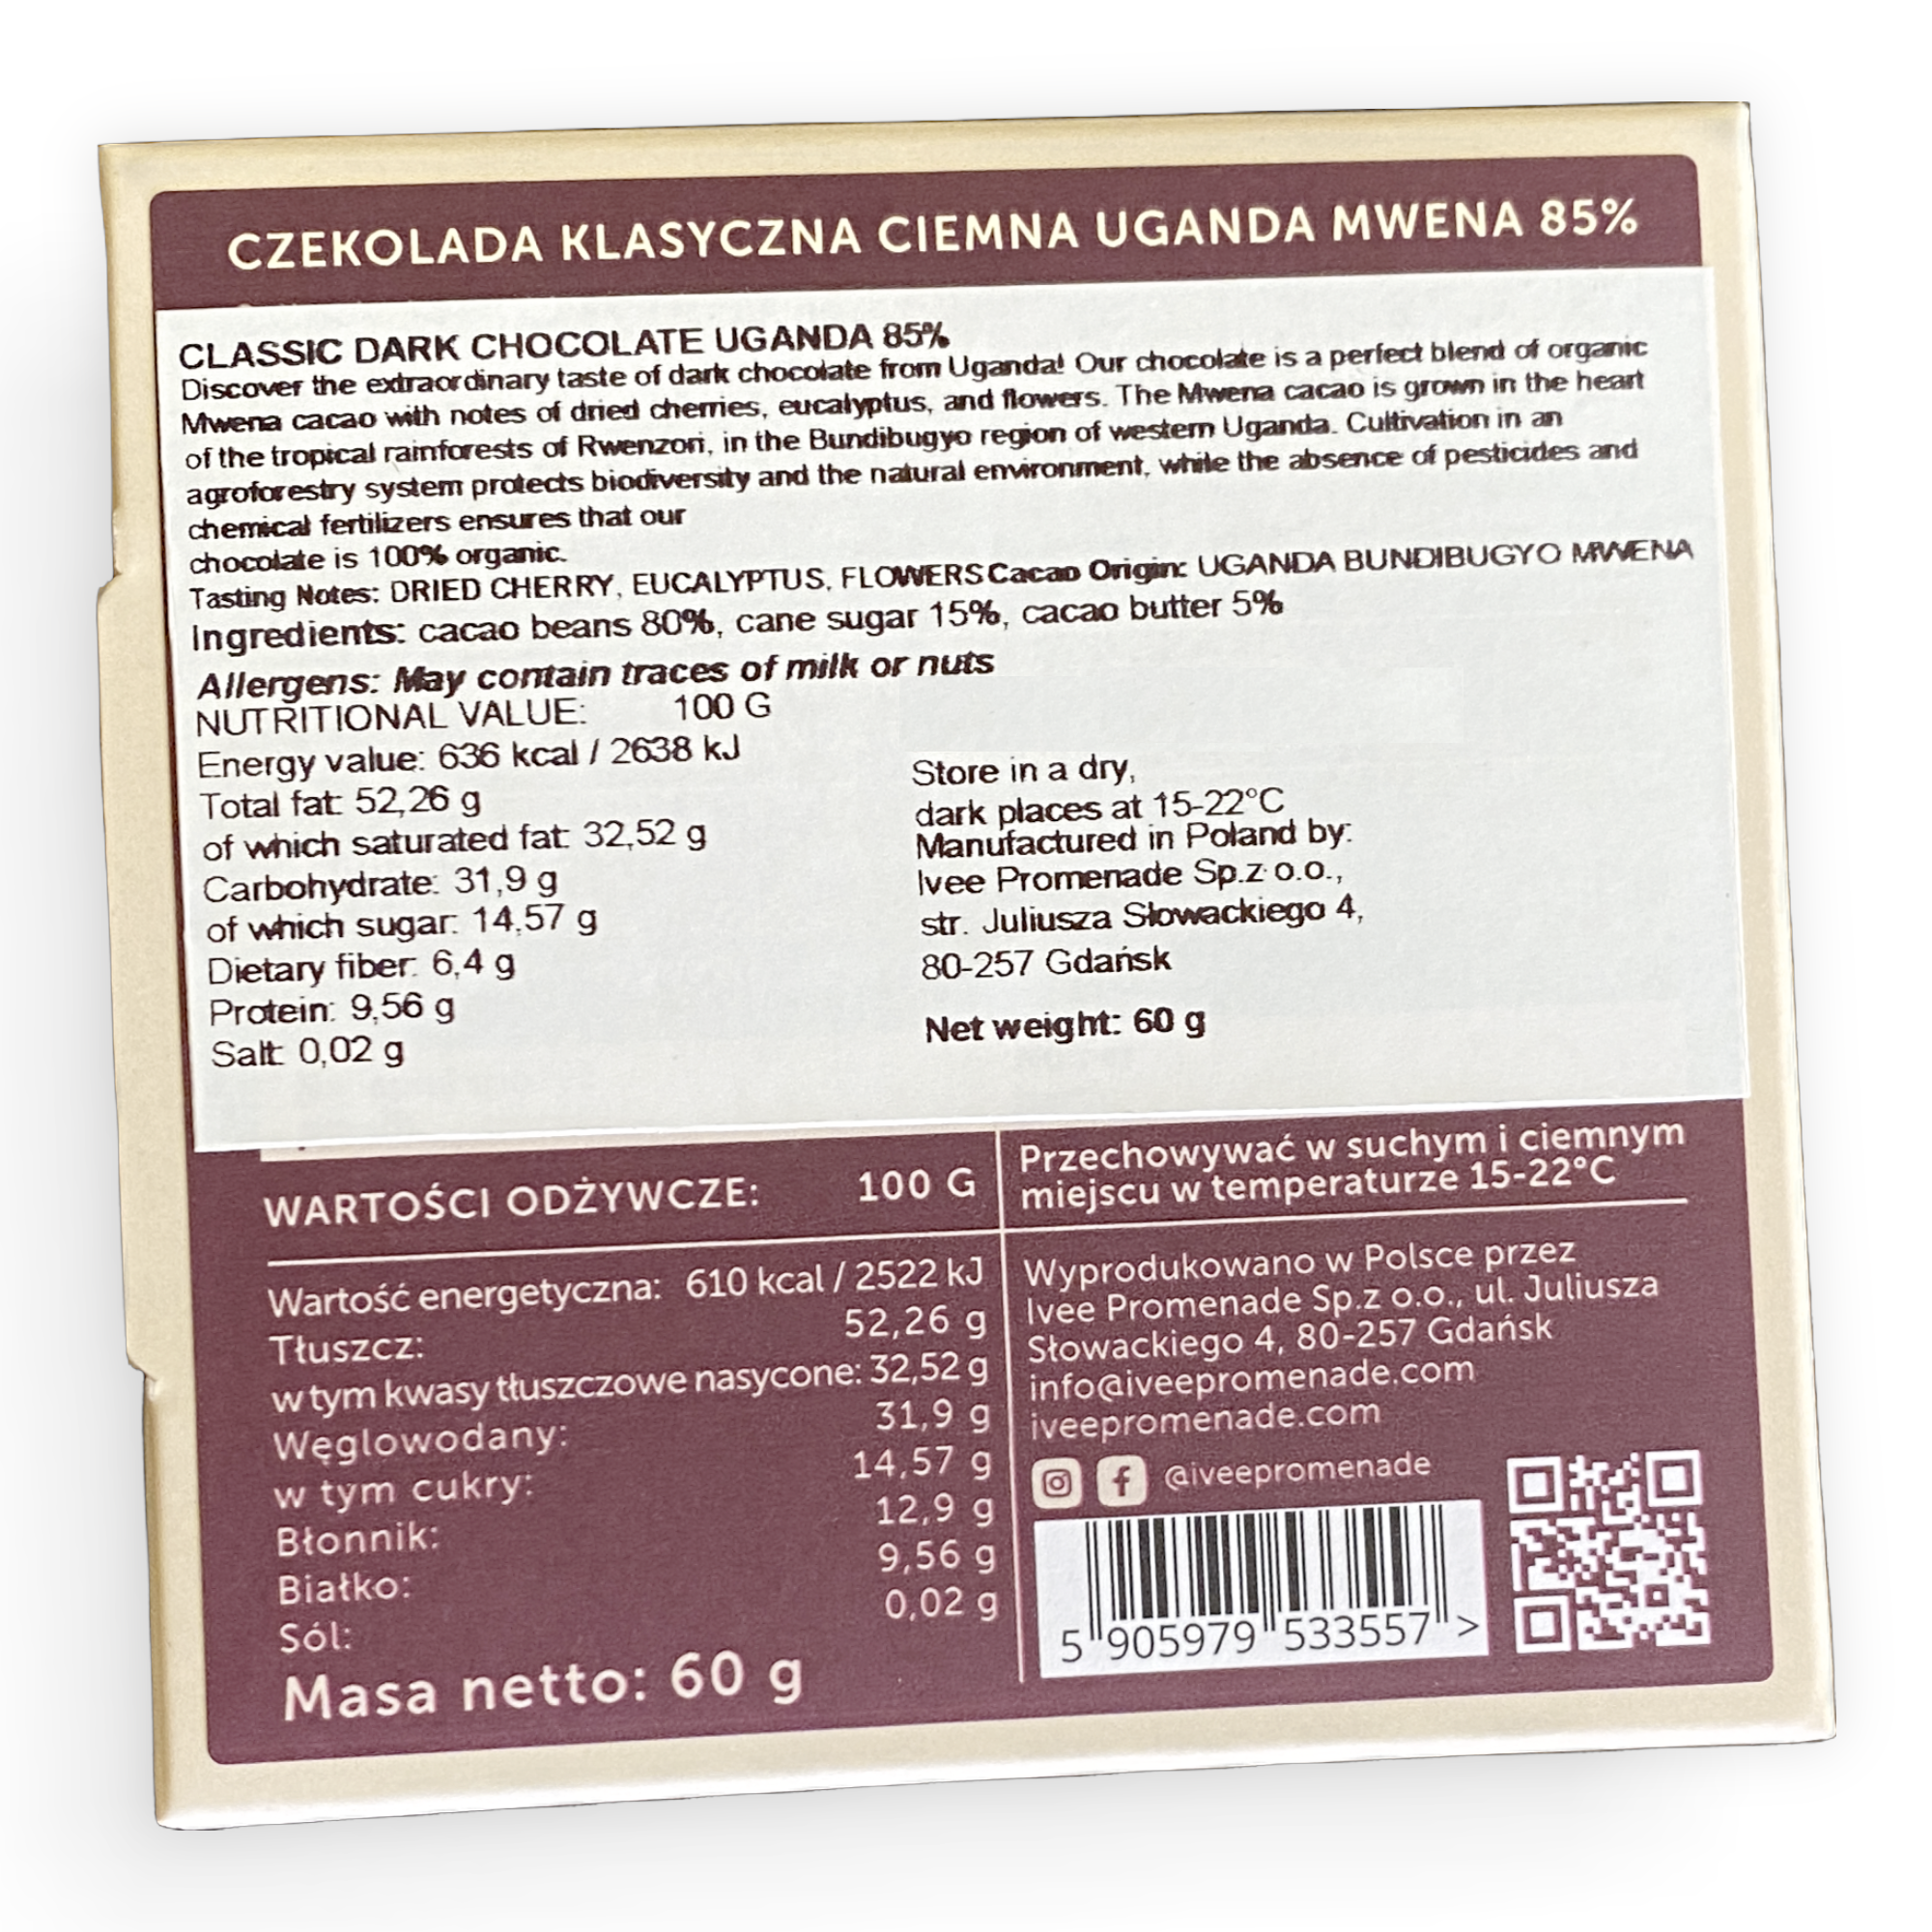 CZEKOLADA KLASYCZNA CIEMNA UGANDA MWENA 85%
CLASSIC DARK CHOCOLATE UGANDA 85%
Discover the extraordinary taste of dark chocolate from Uganda! Our chocolate is a perfect blend of organic
Mwena cacao with notes of dried cherries, eucalyptus, and flowers. The Mwena cacao is grown in the heart
of the tropical rainforests of Rwenzori, in the Bundibugyo region of western Uganda. Cultivation in an
agroforestry system protects biodiversity and the natural environment, while the absence of pesticides and
chemical fertilizers ensures that our
chocolate is 100% organic.
Tasting Notes: DRIED CHERRY, EUCALYPTUS, FLOWERS Cacao Origin: UGANDA BUNDIBUGYO MWENA
Ingredients: cacao beans 80%, cane sugar 15%, cacao butter 5%
Allergens: May contain traces of milk or nuts
NUTRITIONAL VALUE: 100 G
Energy value: 636 kcal / 2638 kJ
Total fat: 52,26 g
of which saturated fat: 32,52 g
Carbohydrate: 31,9 g
of which sugar: 14,57 g
Dietary fiber: 6,4 g
Protein: 9,56 g
Salt: 0,02 g
Store in a dry,
dark places at 15-22°C
Manufactured in Poland by:
Ivee Promenade Sp.z o.o.,
str. Juliusza Słowackiego 4,
80-257 Gdańsk
Net weight: 60 g
WARTOŚCI ODŻYWCZE: 100 G
Wartość energetyczna: 610 kcal / 2522 kJ
Tłuszcz: 52,26 g
w tym kwasy tłuszczowe nasycone: 32,52 g
Węglowodany: 31,9 g
w tym cukry: 14,57 g
Błonnik: 12,9 g
Białko: 9,56 g
Sól: 0,02 g
Masa netto: 60 g
Przechowywać w suchym i ciemnym
miejscu w temperaturze 15-22°C
Wyprodukowano w Polsce przez
Ivee Promenade Sp.z o.o., ul. Juliusza
Słowackiego 4, 80-257 Gdańsk
info@iveepromenade.com
iveepromenade.com
@iveepromenade
5 905979 533557 >